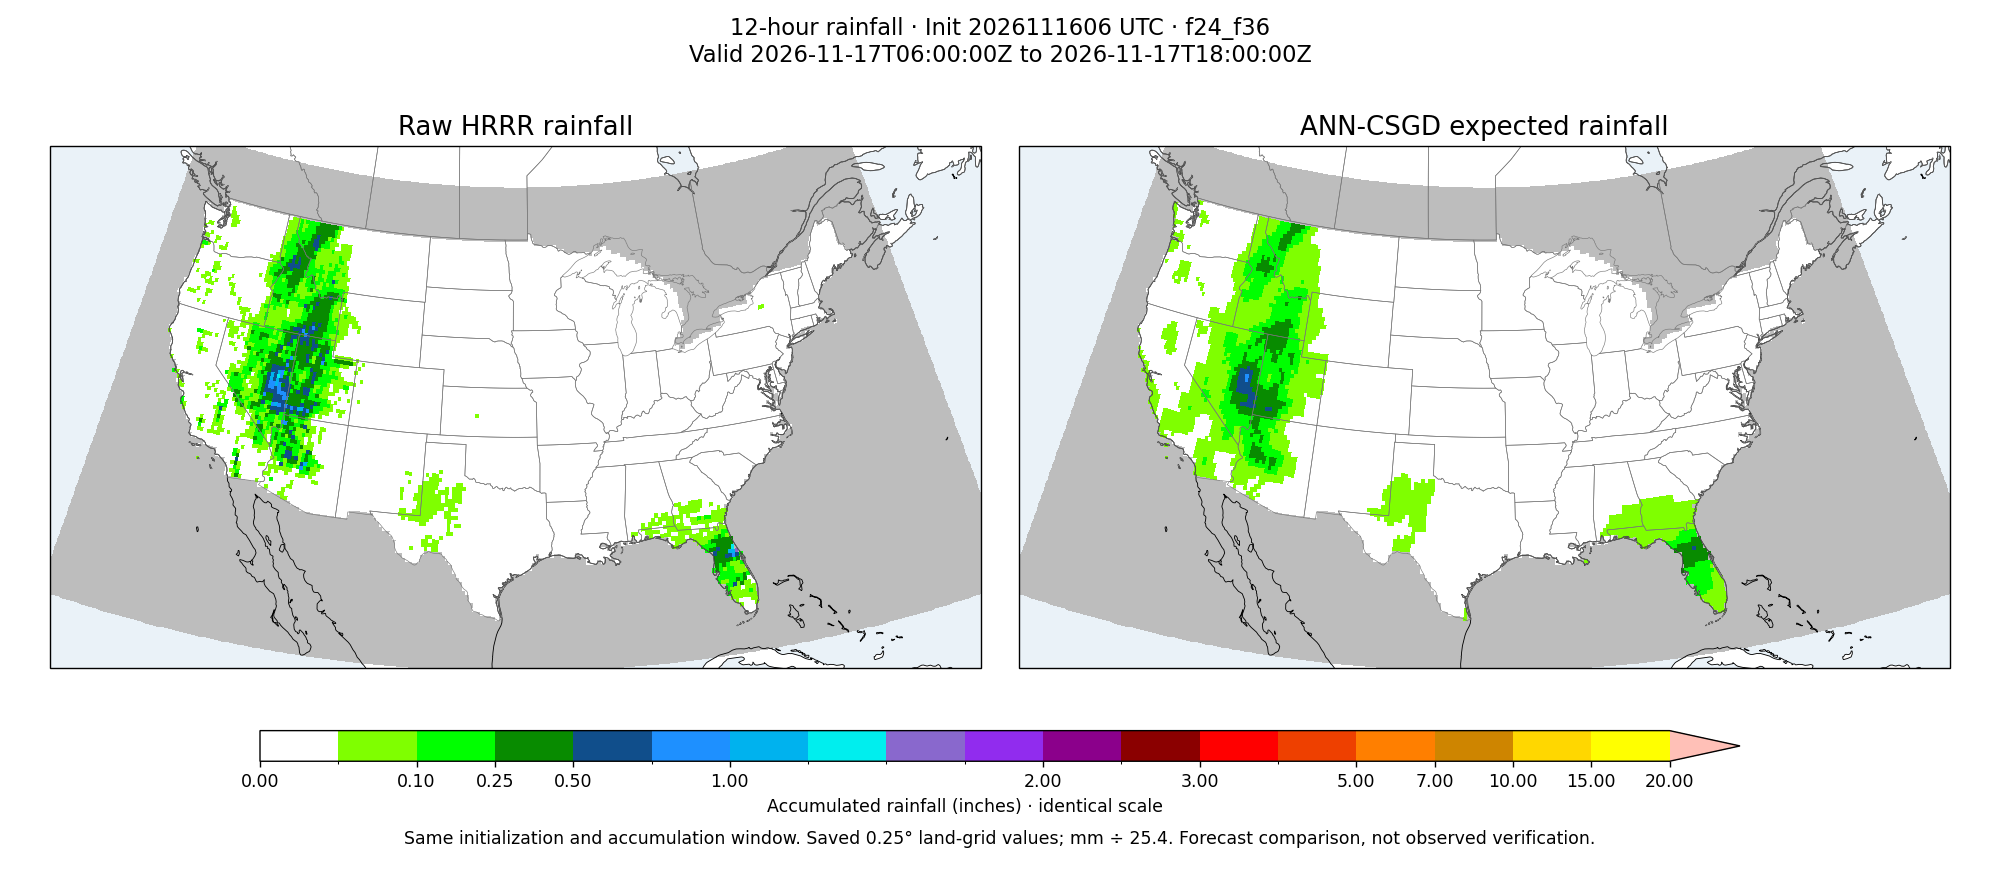 12-hour rainfall · Init 2026111606 UTC · f24_f36
Valid 2026-11-17T06:00:00Z to 2026-11-17T18:00:00Z
Raw HRRR rainfall
ANN-CSGD expected rainfall
0.00 0.10 0.25 0.50 1.00 2.00 3.00 5.00 7.00 10.00 15.00 20.00
Accumulated rainfall (inches) · identical scale
Same initialization and accumulation window. Saved 0.25° land-grid values; mm ÷ 25.4. Forecast comparison, not observed verification.